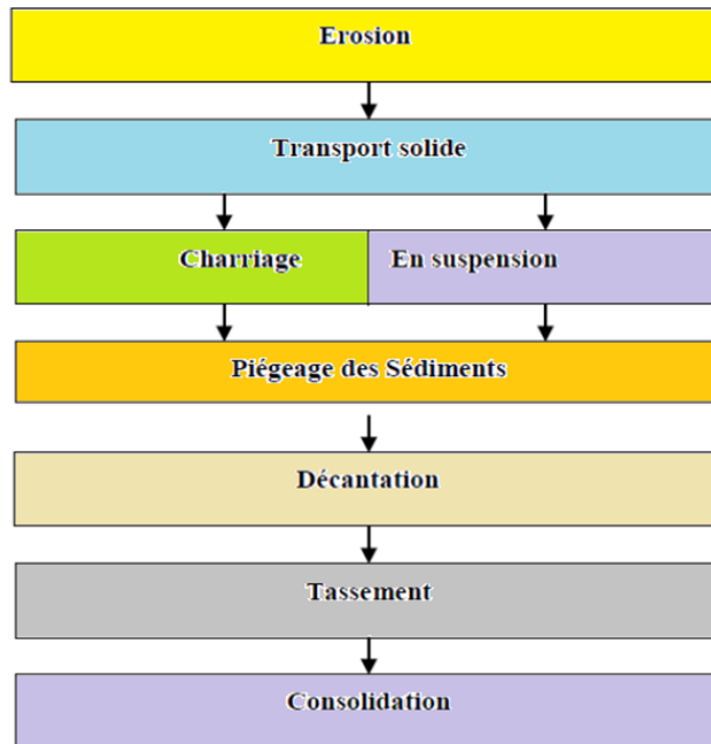 Erosion
Transport solide
Charriage
En suspension
Piégeage des Sédiments
Décantation
Tassement
Consolidation